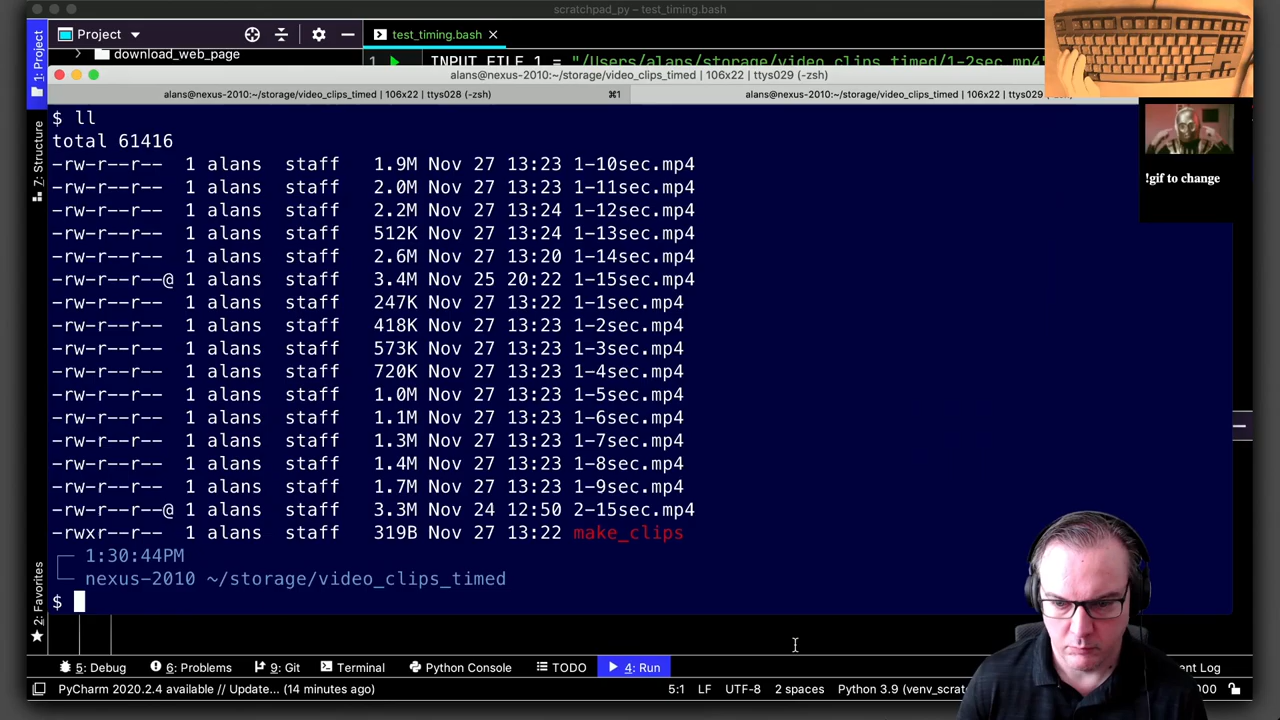 scratchpad_py – test_timing.bash
1: Project
Project
test_timing.bash
download_web_page
1 INPUT_FILE_1 = "/Users/alans/storage/video_clips_timed/1-2sec.mp4"
alans@nexus-2010:~/storage/video_clips_timed | 106x22 | ttys029 (-zsh)
alans@nexus-2010:~/storage/video_clips_timed | 106x22 | ttys028 (-zsh) ⌘1 alans@nexus-2010:~/storage/video_clips_timed | 106x22 | ttys029 (-zsh)
$ ll
total 61416
-rw-r--r-- 1 alans staff 1.9M Nov 27 13:23 1-10sec.mp4
-rw-r--r-- 1 alans staff 2.0M Nov 27 13:23 1-11sec.mp4
-rw-r--r-- 1 alans staff 2.2M Nov 27 13:24 1-12sec.mp4
-rw-r--r-- 1 alans staff 512K Nov 27 13:24 1-13sec.mp4
-rw-r--r-- 1 alans staff 2.6M Nov 27 13:20 1-14sec.mp4
-rw-r--r--@ 1 alans staff 3.4M Nov 25 20:22 1-15sec.mp4
-rw-r--r-- 1 alans staff 247K Nov 27 13:22 1-1sec.mp4
-rw-r--r-- 1 alans staff 418K Nov 27 13:23 1-2sec.mp4
-rw-r--r-- 1 alans staff 573K Nov 27 13:23 1-3sec.mp4
-rw-r--r-- 1 alans staff 720K Nov 27 13:23 1-4sec.mp4
-rw-r--r-- 1 alans staff 1.0M Nov 27 13:23 1-5sec.mp4
-rw-r--r-- 1 alans staff 1.1M Nov 27 13:23 1-6sec.mp4
-rw-r--r-- 1 alans staff 1.3M Nov 27 13:23 1-7sec.mp4
-rw-r--r-- 1 alans staff 1.4M Nov 27 13:23 1-8sec.mp4
-rw-r--r-- 1 alans staff 1.7M Nov 27 13:23 1-9sec.mp4
-rw-r--r--@ 1 alans staff 3.3M Nov 24 12:50 2-15sec.mp4
-rwxr--r-- 1 alans staff 319B Nov 27 13:22 make_clips
1:30:44PM
nexus-2010 ~/storage/video_clips_timed
$
!gif to change
7: Structure
2: Favorites
5: Debug 6: Problems 9: Git Terminal Python Console TODO 4: Run nt Log
PyCharm 2020.2.4 available // Update... (14 minutes ago) 5:1 LF UTF-8 2 spaces Python 3.9 (venv_scrat